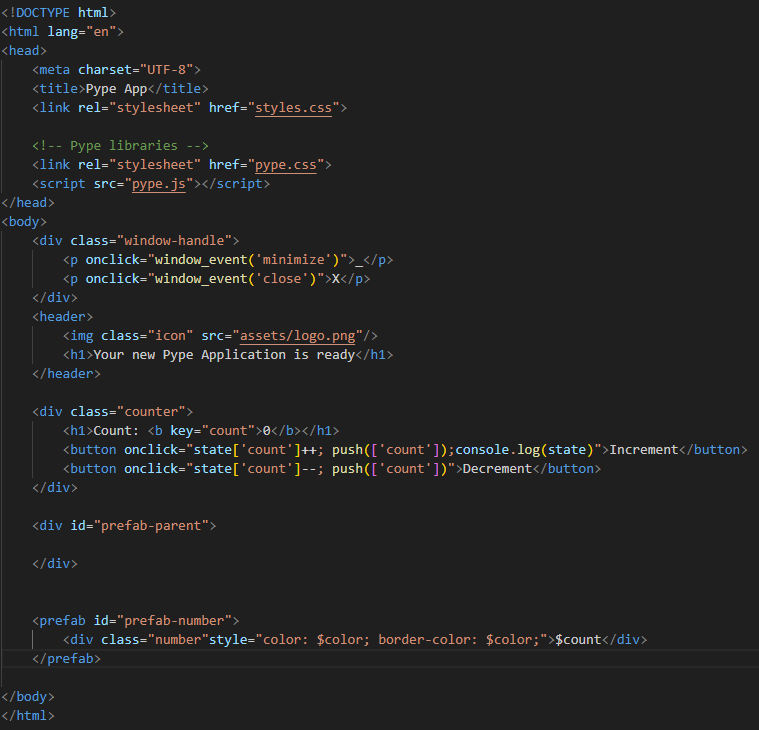 <!DOCTYPE html>
<html lang="en">
<head>
    <meta charset="UTF-8">
    <title>Pype App</title>
    <link rel="stylesheet" href="styles.css">

    <!-- Pype libraries -->
    <link rel="stylesheet" href="pype.css">
    <script src="pype.js"></script>
</head>
<body>
    <div class="window-handle">
        <p onclick="window_event('minimize')">_</p>
        <p onclick="window_event('close')">X</p>
    </div>
    <header>
        <img class="icon" src="assets/logo.png"/>
        <h1>Your new Pype Application is ready</h1>
    </header>

    <div class="counter">
        <h1>Count: <b key="count">0</b></h1>
        <button onclick="state['count']++; push(['count']);console.log(state)">Increment</button>
        <button onclick="state['count']--; push(['count'])">Decrement</button>
    </div>

    <div id="prefab-parent">

    </div>


    <prefab id="prefab-number">
        <div class="number"style="color: $color; border-color: $color;">$count</div>
    </prefab>

</body>
</html>